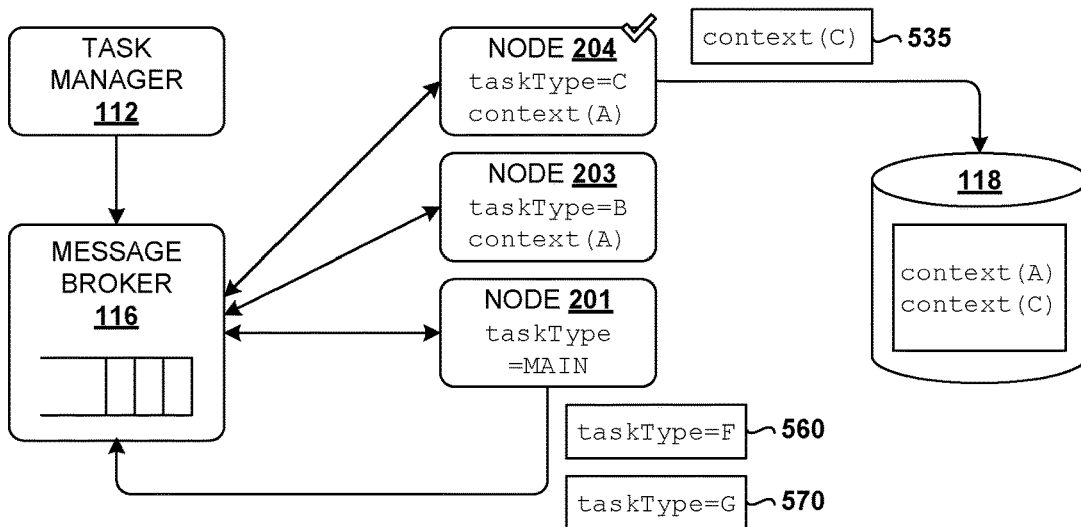 TASK
MANAGER
112
MESSAGE
BROKER
116
NODE 204
taskType=C
context(A)
NODE 203
taskType=B
context(A)
NODE 201
taskType
=MAIN
context(C)
535
118
context(A)
context(C)
taskType=F
560
taskType=G
570